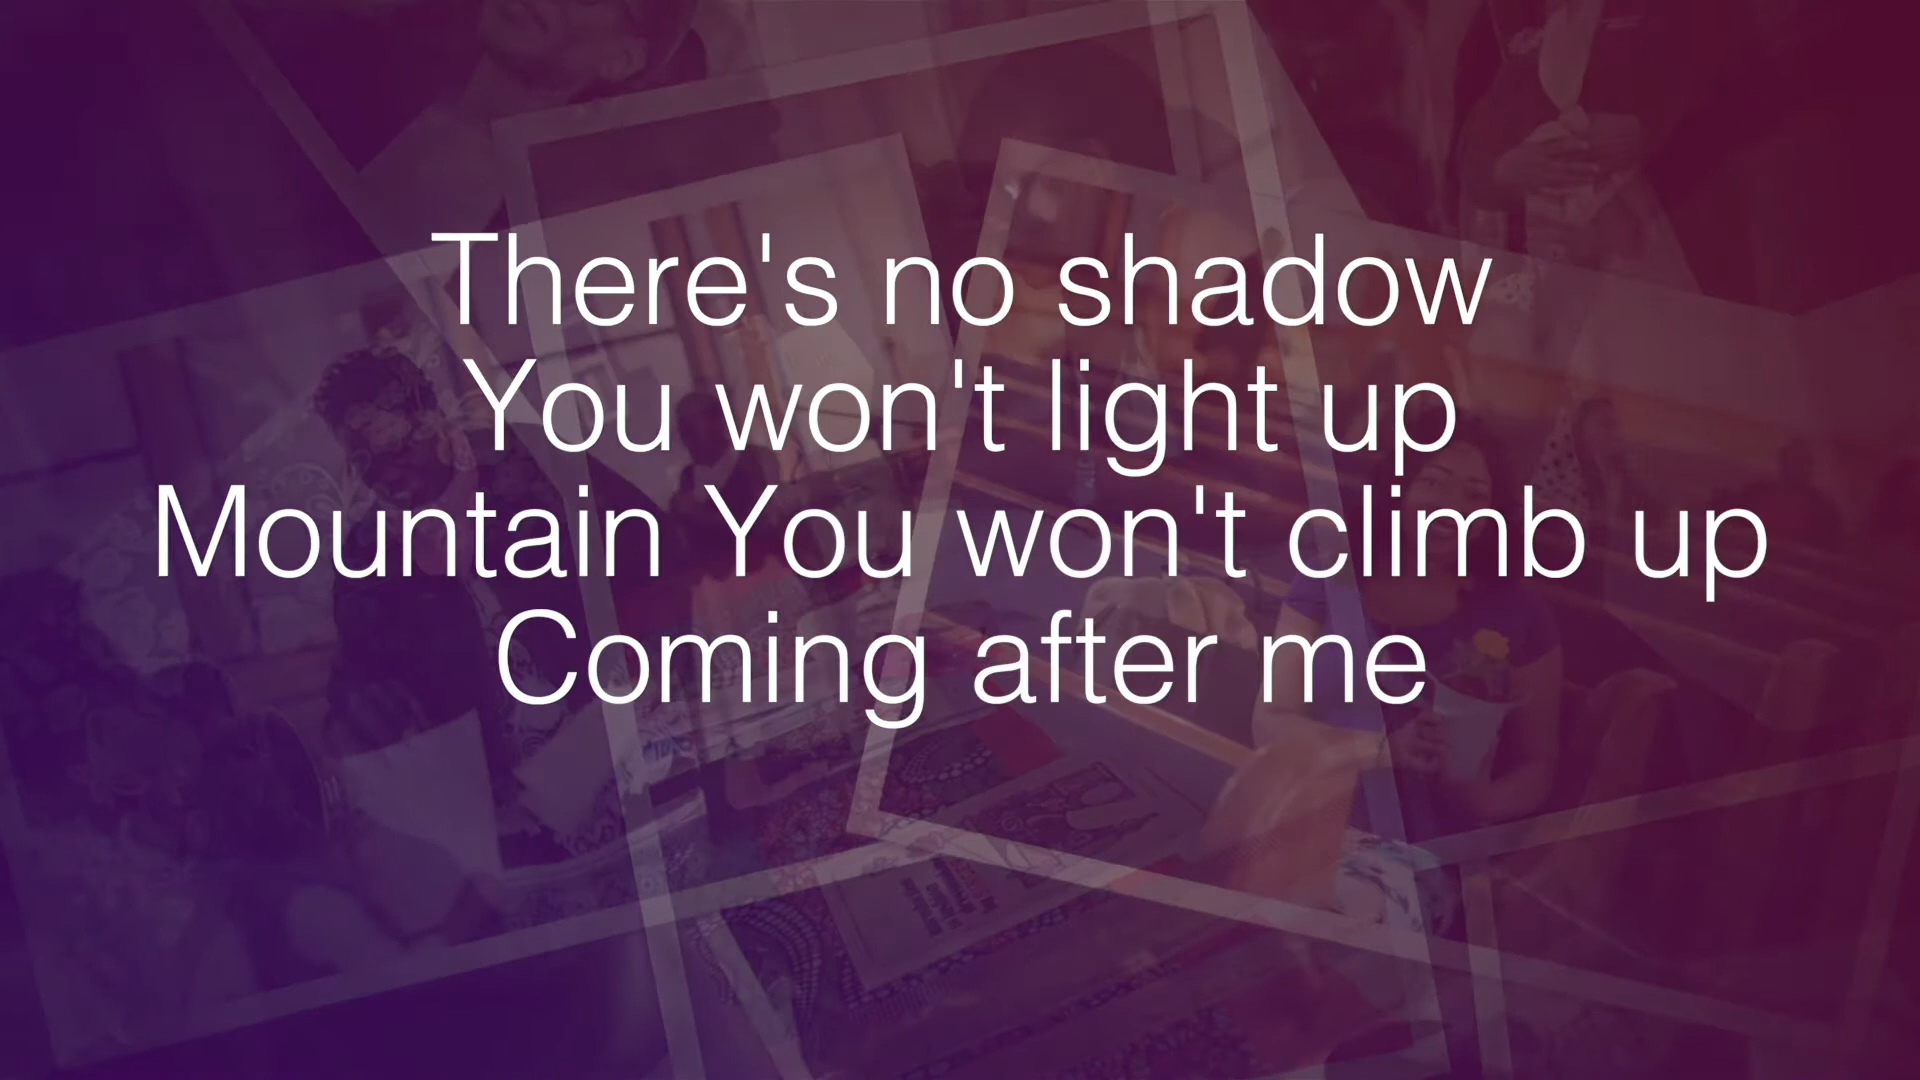 There's no shadow
You won't light up
Mountain You won't climb up
Coming after me